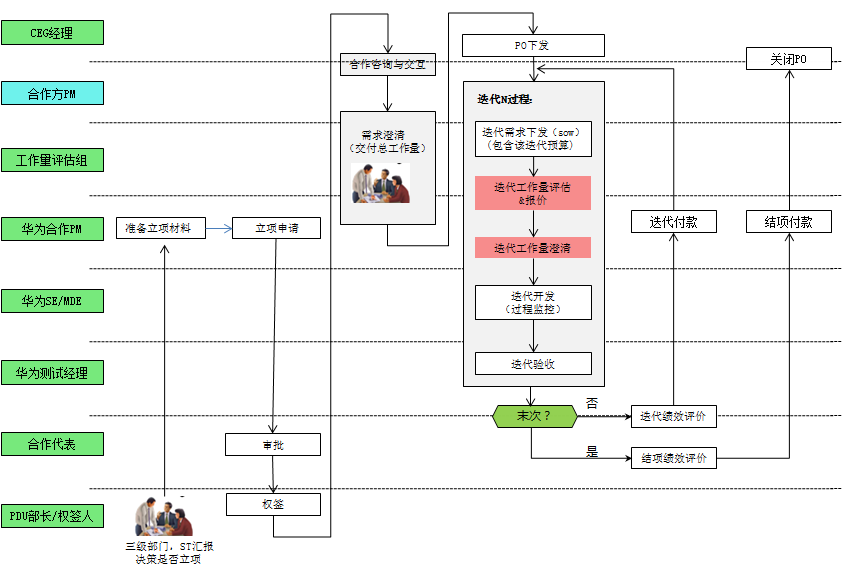 CEG经理
PO下发
合作咨询与交互
关闭PO
合作方PM
迭代N过程:
需求澄清
（交付总工作量）
迭代需求下发（sow）
(包含该迭代预算)
工作量评估组
迭代工作量评估
&报价
华为合作PM
准备立项材料
立项申请
迭代付款
结项付款
迭代工作量澄清
华为SE/MDE
迭代开发
（过程监控）
华为测试经理
迭代验收
末次？
否
迭代绩效评价
合作代表
审批
是
结项绩效评价
PDU部长/权签人
权签
三级部门，ST汇报
决策是否立项